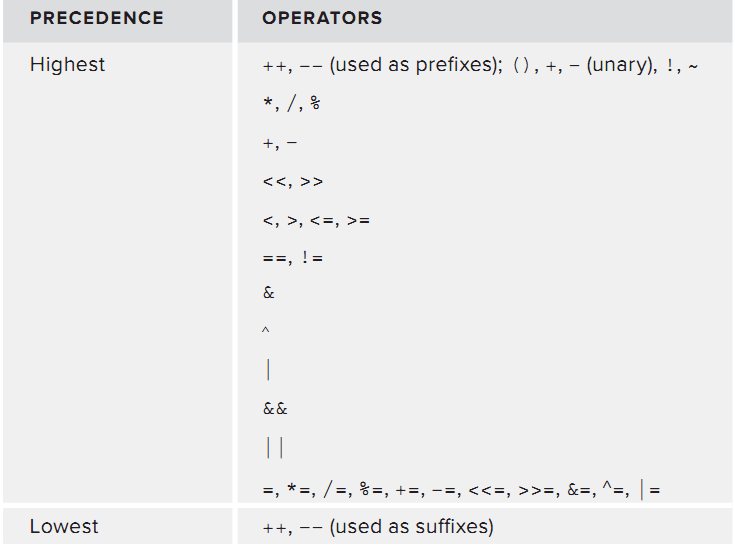 PRECEDENCE OPERATORS
Highest ++, −− (used as prefixes); (), +, − (unary), !, ~
*, /, %
+, −
<<, >>
<, >, <=, >=
==, !=
&
^
|
&&
||
=, *=, /=, %=, +=, −=, <<=, >>=, &=, ^=, |=
Lowest ++, −− (used as suffixes)